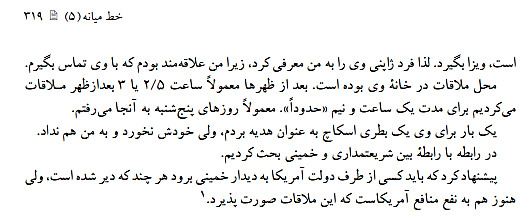 خط میانه (۵) 🖹 ۳۱۹
است، ویزا بگیرد. لذا فرد ژاپنی وی را به من معرفی کرد، زیرا من علاقه‌مند بودم که با وی تماس بگیرم.
محل ملاقات در خانهٔ وی بوده است. بعد از ظهرها معمولاً ساعت ۲/۵ یا ۳ بعدازظهر ملاقات
می‌کردیم برای مدت یک ساعت و نیم «حدوداً». معمولاً روزهای پنج‌شنبه به آنجا می‌رفتم.
یک بار برای وی یک بطری اسکاچ به عنوان هدیه بردم، ولی خودش نخورد و به من هم نداد.
در رابطه با رابطهٔ بین شریعتمداری و خمینی بحث کردیم.
پیشنهاد کرد که باید کسی از طرف دولت آمریکا به دیدار خمینی برود هر چند که دیر شده است، ولی
هنوز هم به نفع منافع آمریکاست که این ملاقات صورت پذیرد.۱